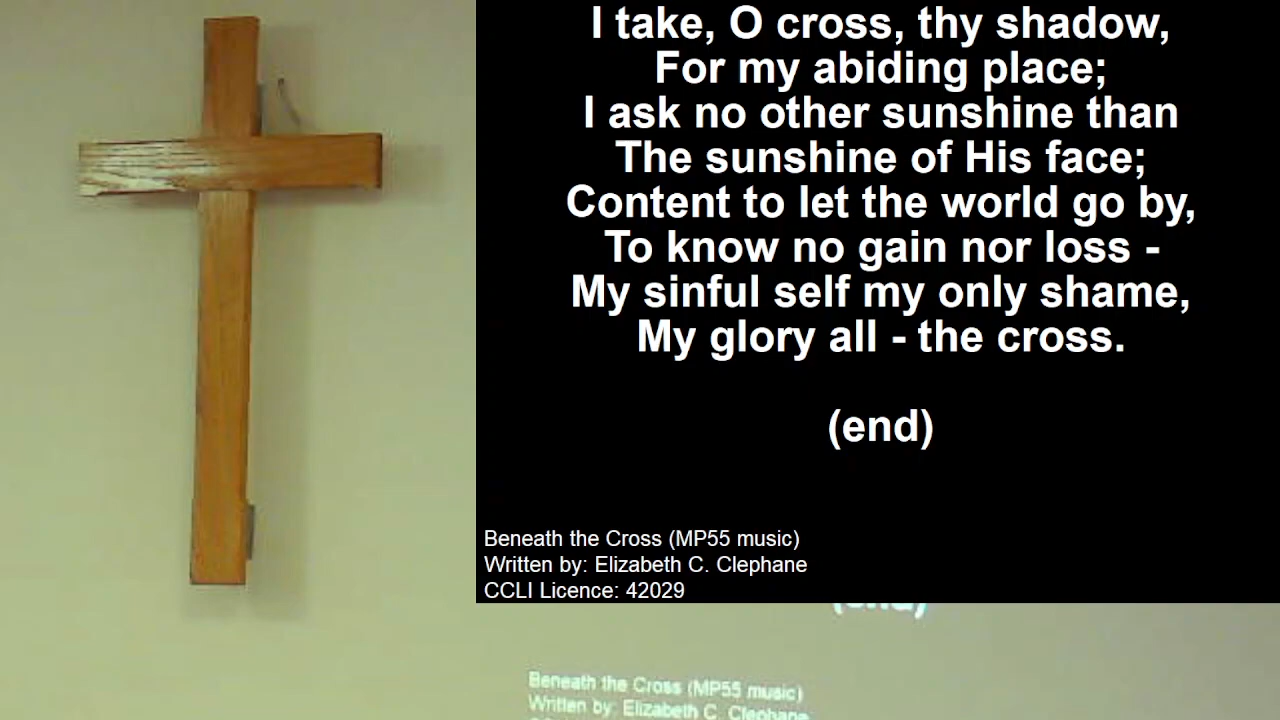 I take, O cross, thy shadow,
For my abiding place;
I ask no other sunshine than
The sunshine of His face;
Content to let the world go by,
To know no gain nor loss -
My sinful self my only shame,
My glory all - the cross.
(end)
Beneath the Cross (MP55 music)
Written by: Elizabeth C. Clephane
CCLI Licence: 42029
(end)
Beneath the Cross (MP55 music)
Written by: Elizabeth C. Clephane